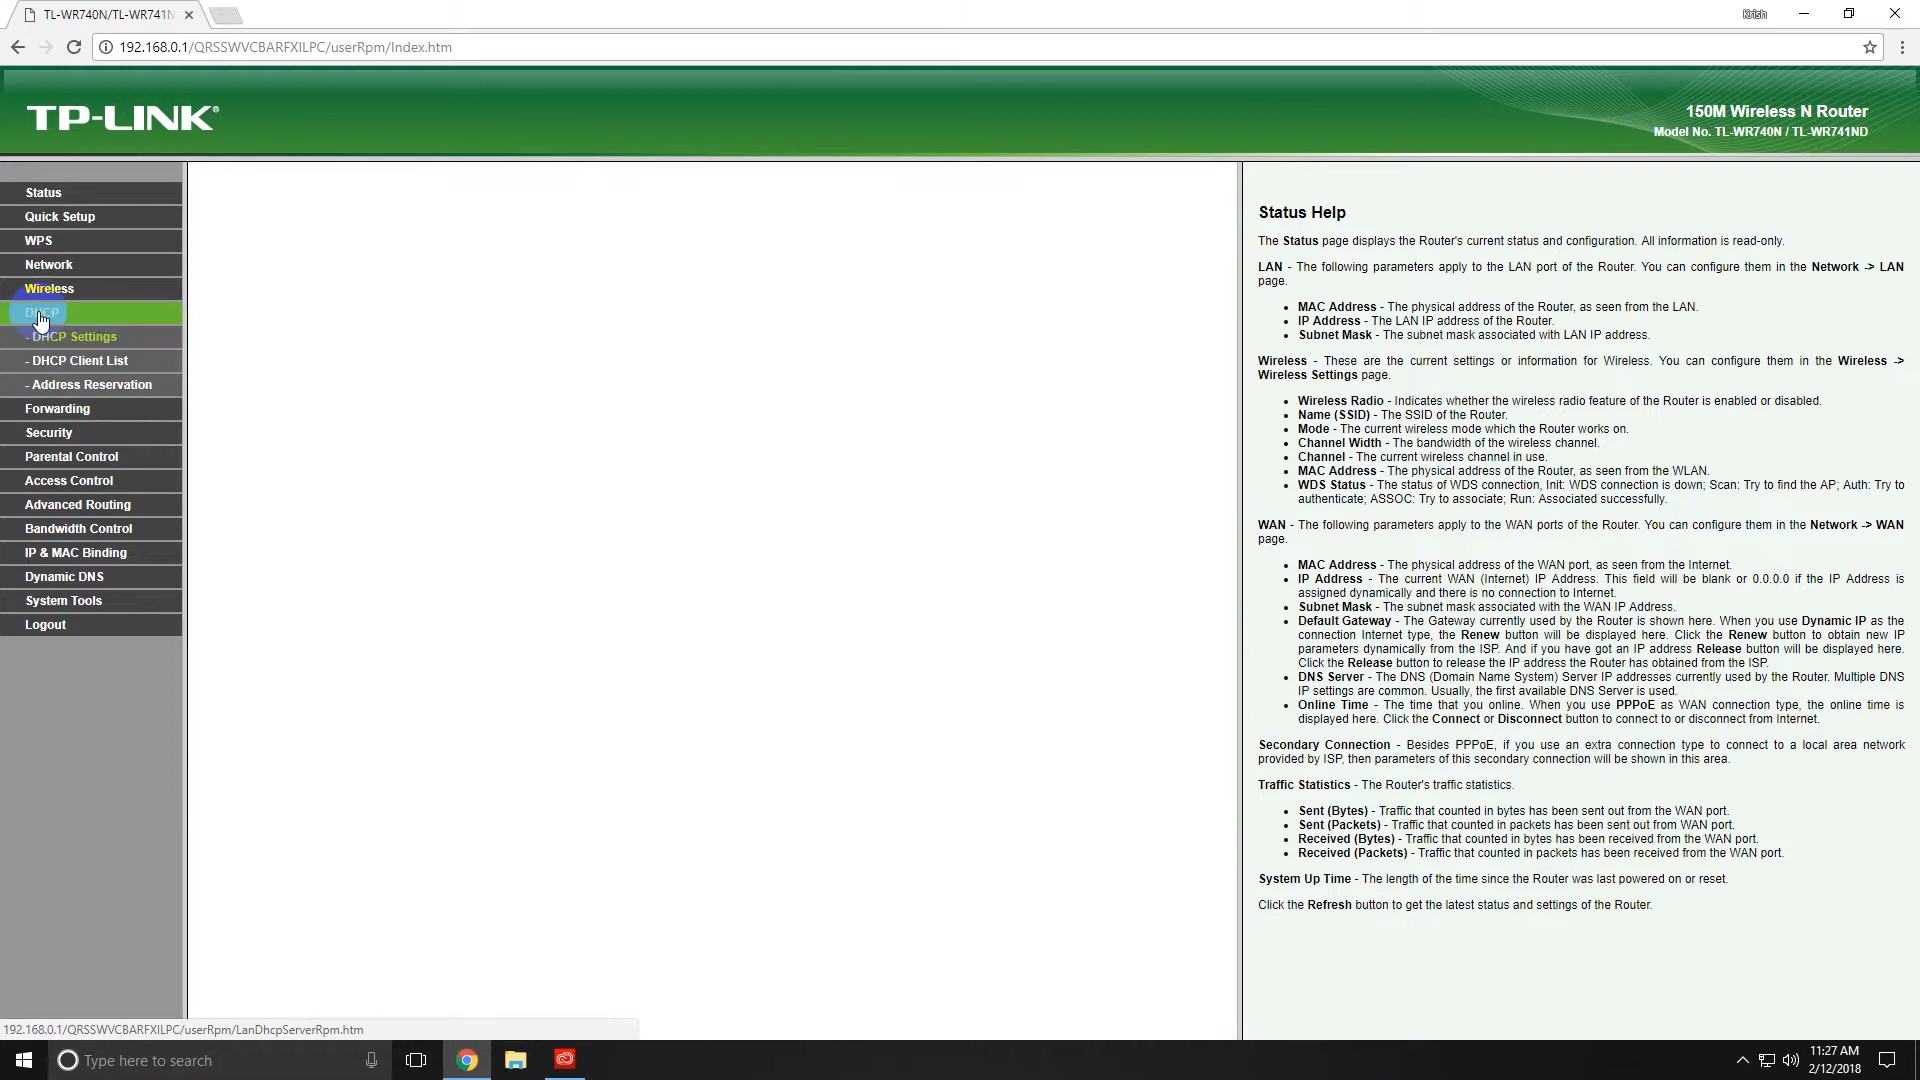 TL-WR740N/TL-WR741N
Krish
192.168.0.1/QRSSWVCBARFXILPC/userRpm/Index.htm
TP-LINK®
150M Wireless N Router
Model No. TL-WR740N / TL-WR741ND
Status
Quick Setup
WPS
Network
Wireless
DHCP
- DHCP Settings
- DHCP Client List
- Address Reservation
Forwarding
Security
Parental Control
Access Control
Advanced Routing
Bandwidth Control
IP & MAC Binding
Dynamic DNS
System Tools
Logout
Status Help
The Status page displays the Router's current status and configuration. All information is read-only.
LAN - The following parameters apply to the LAN port of the Router. You can configure them in the Network -> LAN
page.
• MAC Address - The physical address of the Router, as seen from the LAN.
• IP Address - The LAN IP address of the Router.
• Subnet Mask - The subnet mask associated with LAN IP address.
Wireless - These are the current settings or information for Wireless. You can configure them in the Wireless ->
Wireless Settings page.
• Wireless Radio - Indicates whether the wireless radio feature of the Router is enabled or disabled.
• Name (SSID) - The SSID of the Router.
• Mode - The current wireless mode which the Router works on.
• Channel Width - The bandwidth of the wireless channel.
• Channel - The current wireless channel in use.
• MAC Address - The physical address of the Router, as seen from the WLAN.
• WDS Status - The status of WDS connection, Init: WDS connection is down; Scan: Try to find the AP; Auth: Try to
authenticate; ASSOC: Try to associate; Run: Associated successfully.
WAN - The following parameters apply to the WAN ports of the Router. You can configure them in the Network -> WAN
page.
• MAC Address - The physical address of the WAN port, as seen from the Internet.
• IP Address - The current WAN (Internet) IP Address. This field will be blank or 0.0.0.0 if the IP Address is
assigned dynamically and there is no connection to Internet.
• Subnet Mask - The subnet mask associated with the WAN IP Address.
• Default Gateway - The Gateway currently used by the Router is shown here. When you use Dynamic IP as the
connection Internet type, the Renew button will be displayed here. Click the Renew button to obtain new IP
parameters dynamically from the ISP. And if you have got an IP address Release button will be displayed here.
Click the Release button to release the IP address the Router has obtained from the ISP.
• DNS Server - The DNS (Domain Name System) Server IP addresses currently used by the Router. Multiple DNS
IP settings are common. Usually, the first available DNS Server is used.
• Online Time - The time that you online. When you use PPPoE as WAN connection type, the online time is
displayed here. Click the Connect or Disconnect button to connect to or disconnect from Internet.
Secondary Connection - Besides PPPoE, if you use an extra connection type to connect to a local area network
provided by ISP, then parameters of this secondary connection will be shown in this area.
Traffic Statistics - The Router's traffic statistics.
• Sent (Bytes) - Traffic that counted in bytes has been sent out from the WAN port.
• Sent (Packets) - Traffic that counted in packets has been sent out from WAN port.
• Received (Bytes) - Traffic that counted in bytes has been received from the WAN port.
• Received (Packets) - Traffic that counted in packets has been received from the WAN port.
System Up Time - The length of the time since the Router was last powered on or reset.
Click the Refresh button to get the latest status and settings of the Router.
192.168.0.1/QRSSWVCBARFXILPC/userRpm/LanDhcpServerRpm.htm
Type here to search
11:27 AM
2/12/2018